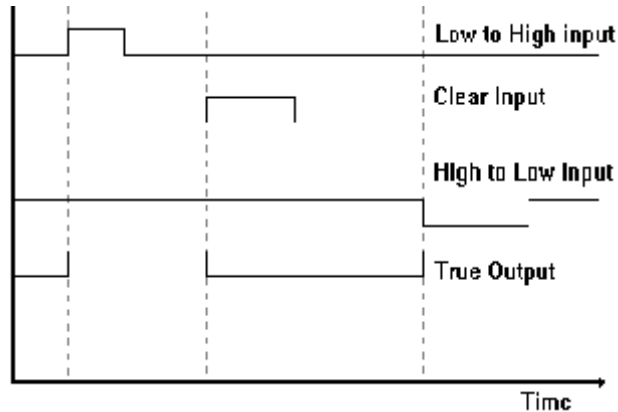 Low to High input
Clear Input
High to Low Input
True Output
Time